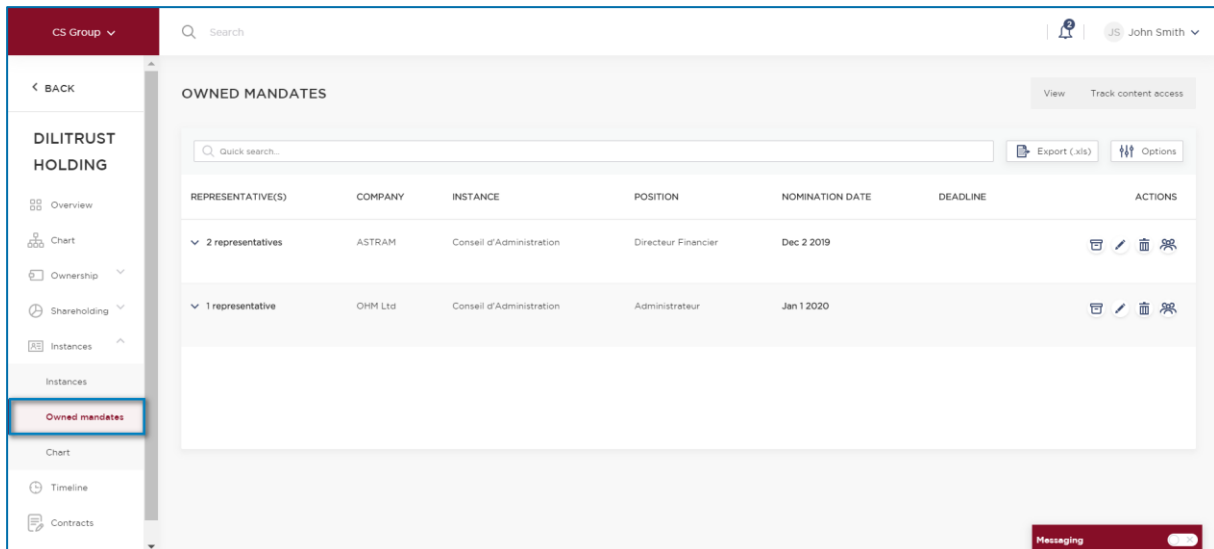 CS Group
Search
2
JS John Smith
BACK
OWNED MANDATES
View Track content access
DILITRUST
HOLDING
Quick search...
Export (.xls) Options
REPRESENTATIVE(S) COMPANY INSTANCE POSITION NOMINATION DATE DEADLINE ACTIONS
2 representatives ASTRAM Conseil d'Administration Directeur Financier Dec 2 2019
1 representative OHM Ltd Conseil d'Administration Administrateur Jan 1 2020
Overview
Chart
Ownership
Shareholding
Instances
Instances
Owned mandates
Chart
Timeline
Contracts
Messaging